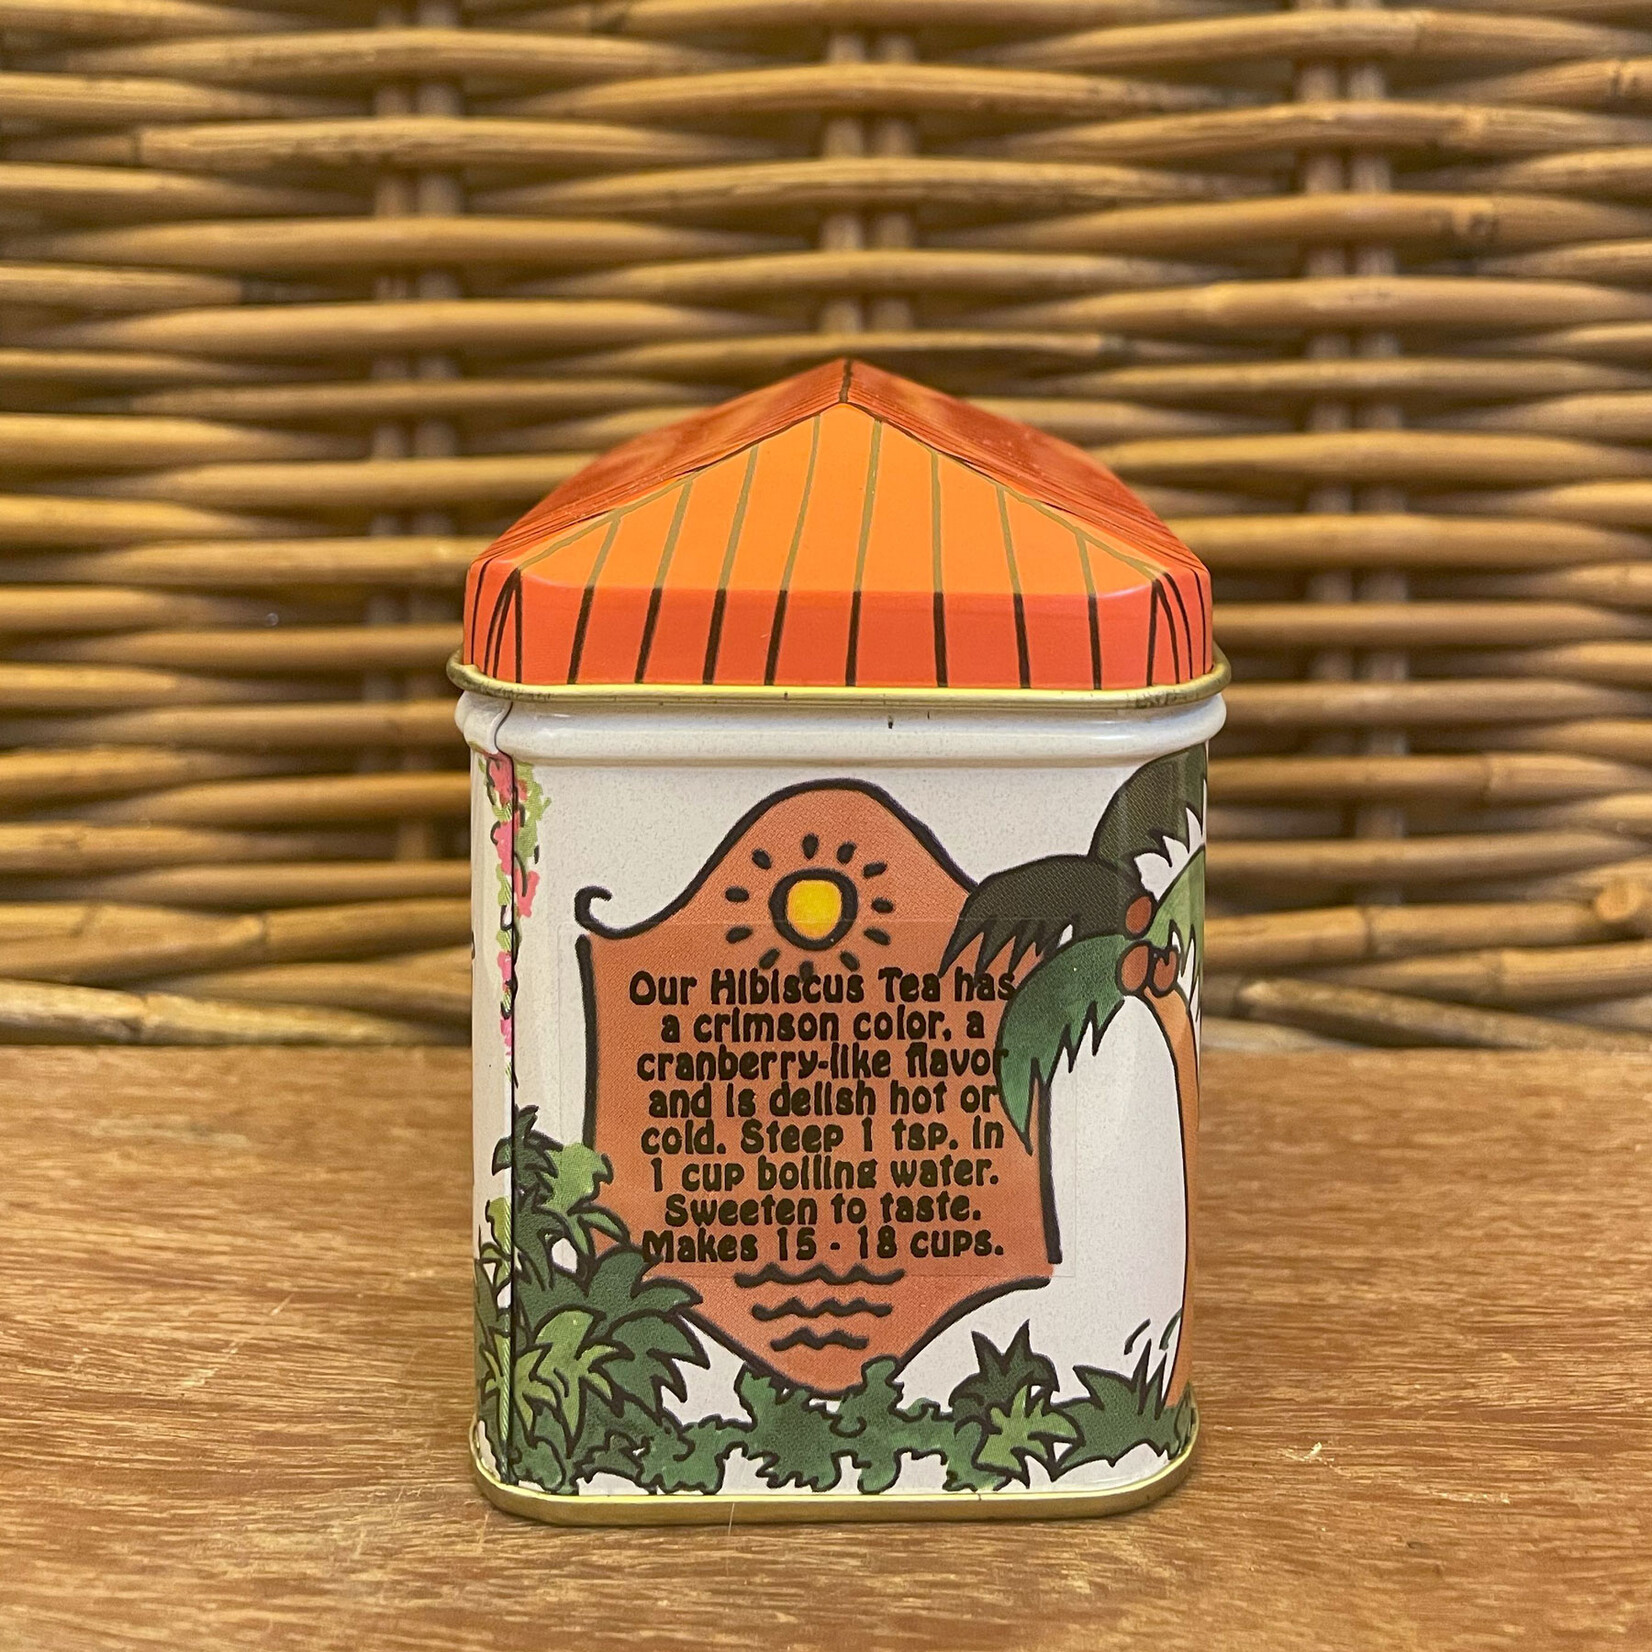 Our Hibiscus Tea has
a crimson color, a
cranberry-like flavor
and is delish hot or
cold. Steep 1 tsp. in
1 cup boiling water.
Sweeten to taste.
Makes 15 - 18 cups.